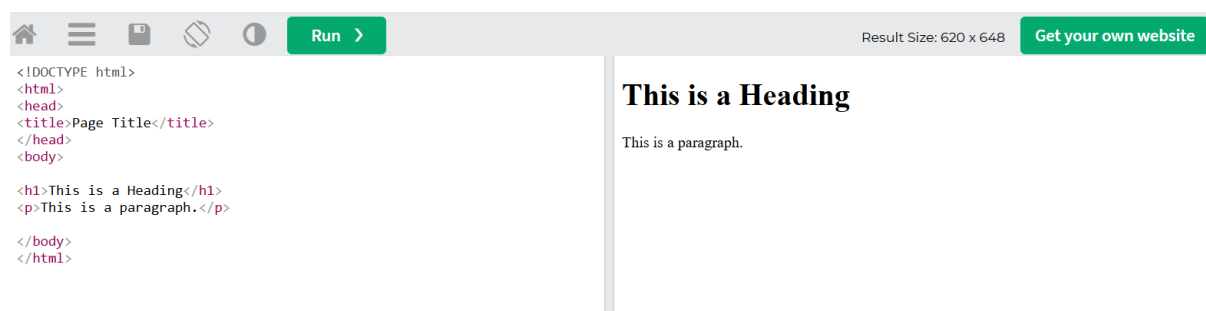 Run ❯
Result Size: 620 x 648
Get your own website
<!DOCTYPE html>
<html>
<head>
<title>Page Title</title>
</head>
<body>
<h1>This is a Heading</h1>
<p>This is a paragraph.</p>
</body>
</html>
This is a Heading
This is a paragraph.